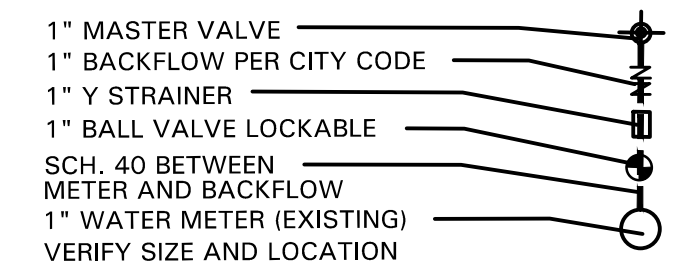 1" MASTER VALVE
1" BACKFLOW PER CITY CODE
1" Y STRAINER
1" BALL VALVE LOCKABLE
SCH. 40 BETWEEN
METER AND BACKFLOW
1" WATER METER (EXISTING)
VERIFY SIZE AND LOCATION